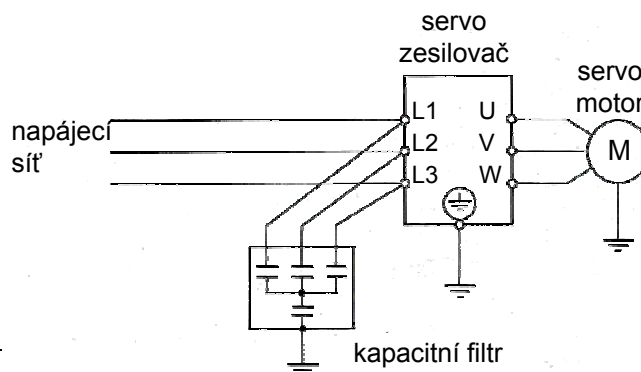 servo
zesilovač
servo
motor
napájecí
síť
L1 U
L2 V
L3 W
M
kapacitní filtr